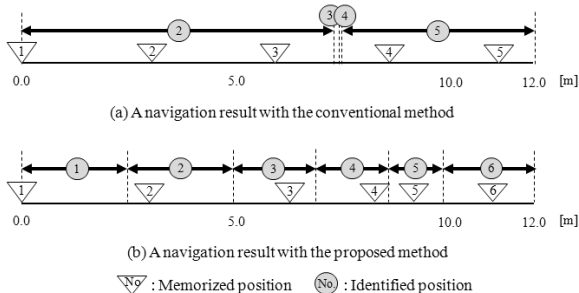 3 4
2 5
1 2 3 4 5
0.0 5.0 10.0 12.0 [m]
(a) A navigation result with the conventional method
1 2 3 4 5 6
1 2 3 4 5 6
0.0 5.0 10.0 12.0 [m]
(b) A navigation result with the proposed method
No : Memorized position No. : Identified position